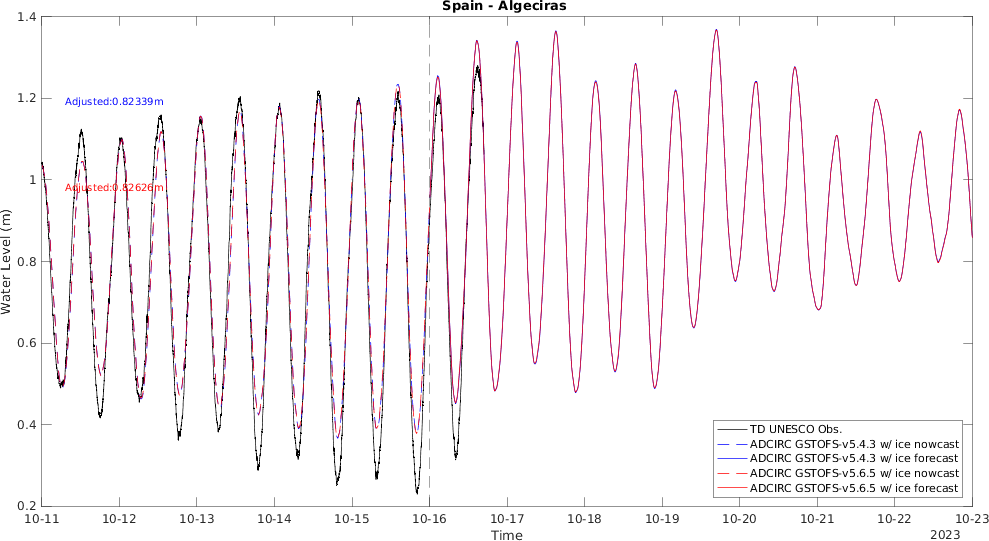 Spain - Algeciras
1.4
1.2
1
0.8
0.6
0.4
0.2
Water Level (m)
Adjusted:0.82339m
Adjusted:0.82626m
TD UNESCO Obs.
ADCIRC GSTOFS-v5.4.3 w/ ice nowcast
ADCIRC GSTOFS-v5.4.3 w/ ice forecast
ADCIRC GSTOFS-v5.6.5 w/ ice nowcast
ADCIRC GSTOFS-v5.6.5 w/ ice forecast
10-11 10-12 10-13 10-14 10-15 10-16 10-17 10-18 10-19 10-20 10-21 10-22 10-23
Time
2023